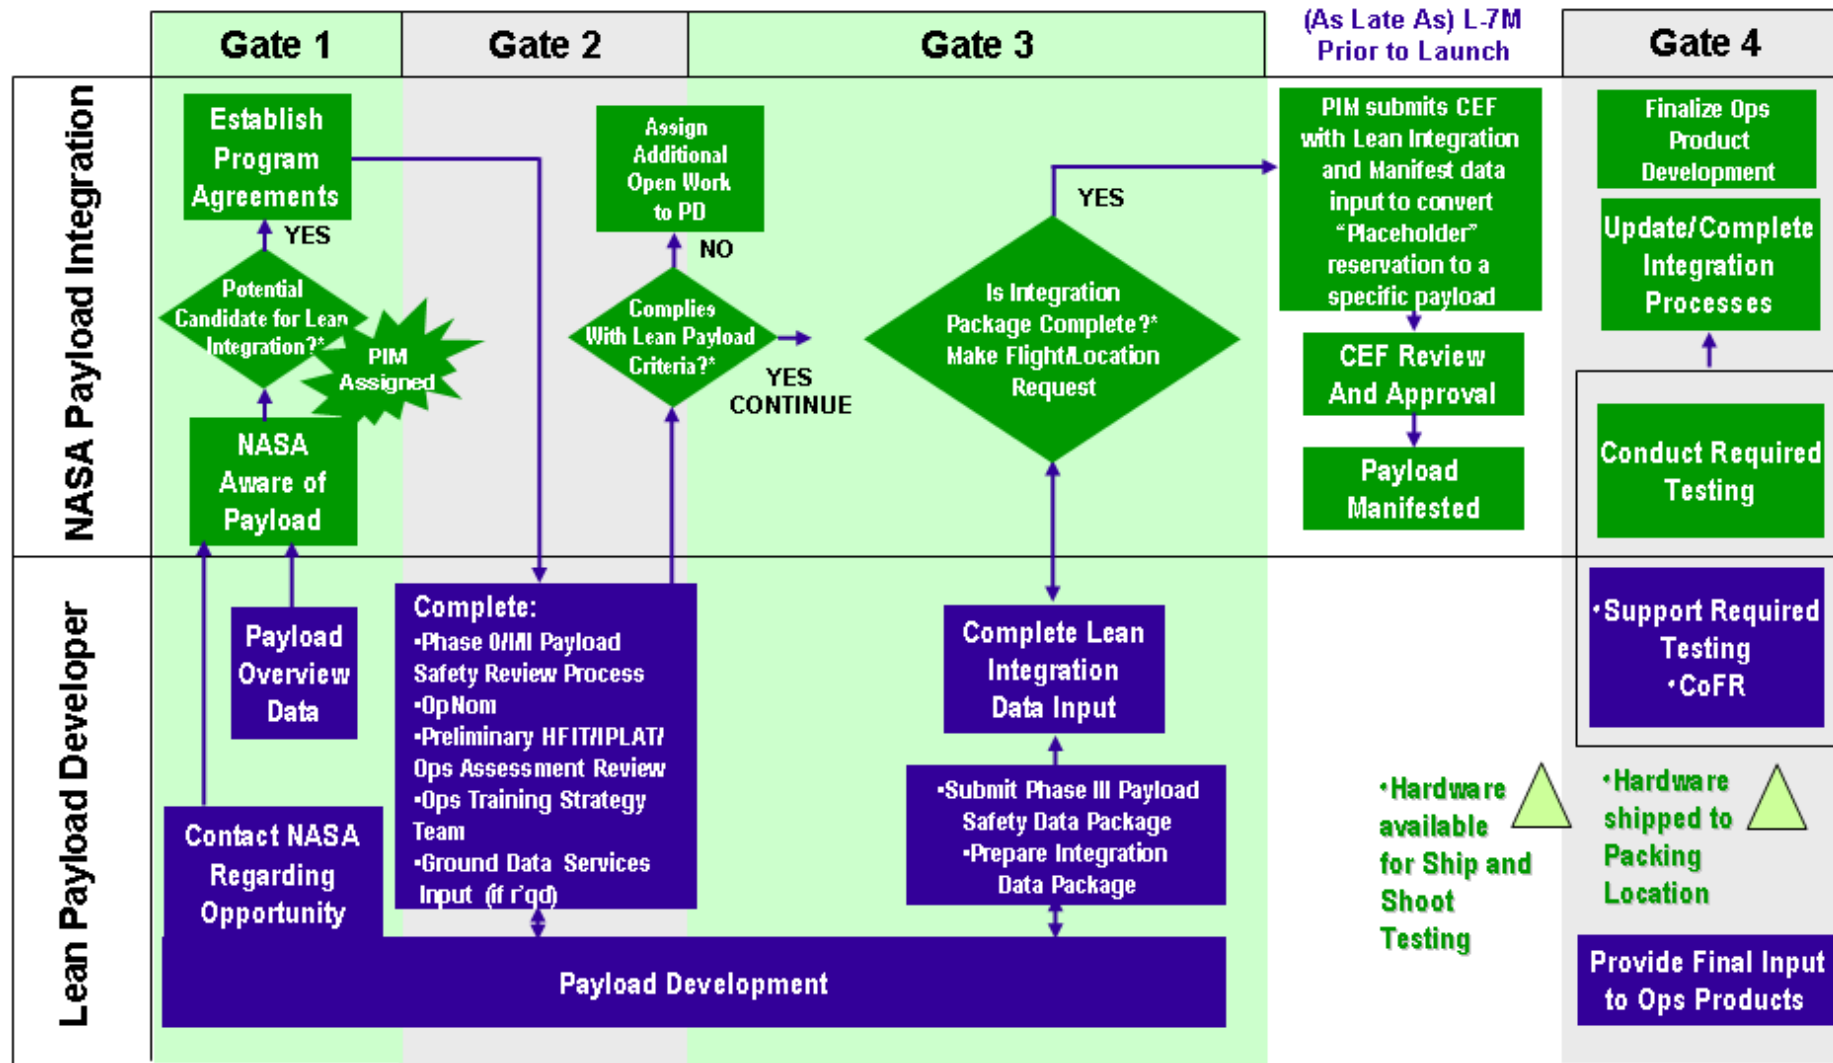 Gate 1
Gate 2
Gate 3
(As Late As) L-7M
Prior to Launch
Gate 4
NASA Payload Integration
Establish
Program
Agreements
YES
Potential
Candidate for Lean
Integration?*
PIM
Assigned
NASA
Aware of
Payload
Assign
Additional
Open Work
to PD
NO
Complies
With Lean Payload
Criteria?*
YES
CONTINUE
YES
Is Integration
Package Complete?*
Make Flight/Location
Request
PIM submits CEF
with Lean Integration
and Manifest data
input to convert
“Placeholder”
reservation to a
specific payload
CEF Review
And Approval
Payload
Manifested
Finalize Ops
Product
Development
Update/Complete
Integration
Processes
Conduct Required
Testing
Lean Payload Developer
Payload
Overview
Data
Contact NASA
Regarding
Opportunity
Complete:
•Phase 0/I/II Payload
Safety Review Process
•OpNom
•Preliminary HFIT/IPLAT/
Ops Assessment Review
•Ops Training Strategy
Team
•Ground Data Services
Input (if r'qd)
Complete Lean
Integration
Data Input
•Submit Phase III Payload
Safety Data Package
•Prepare Integration
Data Package
Payload Development
•Hardware
available
for Ship and
Shoot
Testing
•Support Required
Testing
•CoFR
•Hardware
shipped to
Packing
Location
Provide Final Input
to Ops Products